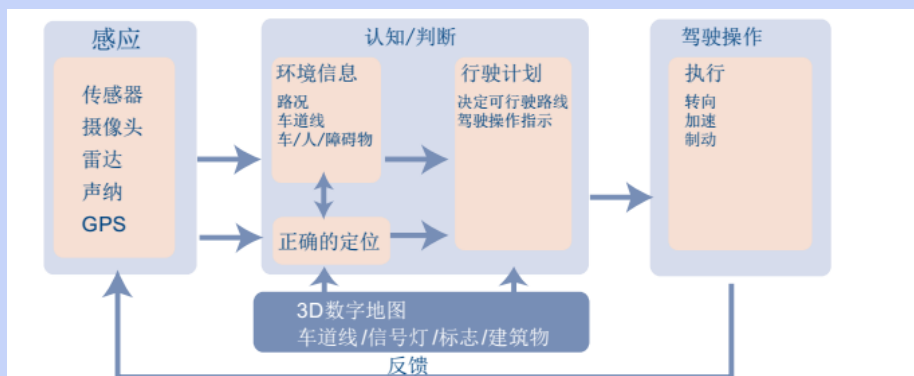 感应
传感器
摄像头
雷达
声纳
GPS
认知/判断
环境信息
路况
车道线
车/人/障碍物
正确的定位
行驶计划
决定可行驶路线
驾驶操作指示
驾驶操作
执行
转向
加速
制动
3D数字地图
车道线/信号灯/标志/建筑物
反馈